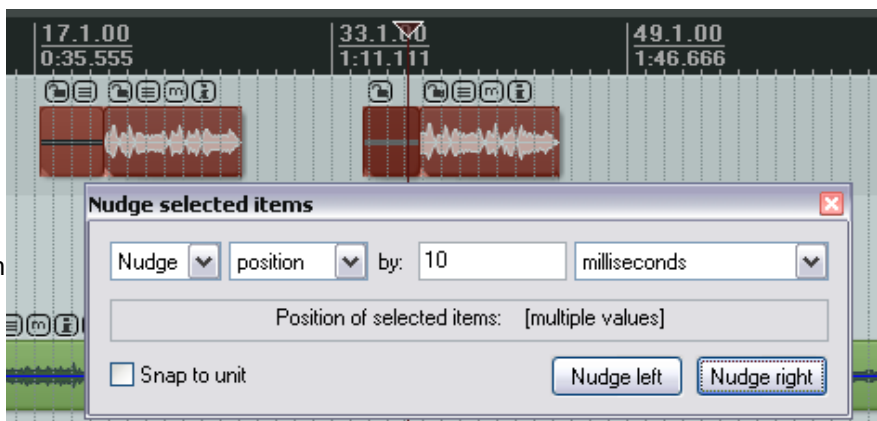 17.1.00 33.1.00 49.1.00
0:35.555 1:11.111 1:46.666
Nudge selected items
Nudge position by: 10 milliseconds
Position of selected items: [multiple values]
Snap to unit Nudge left Nudge right